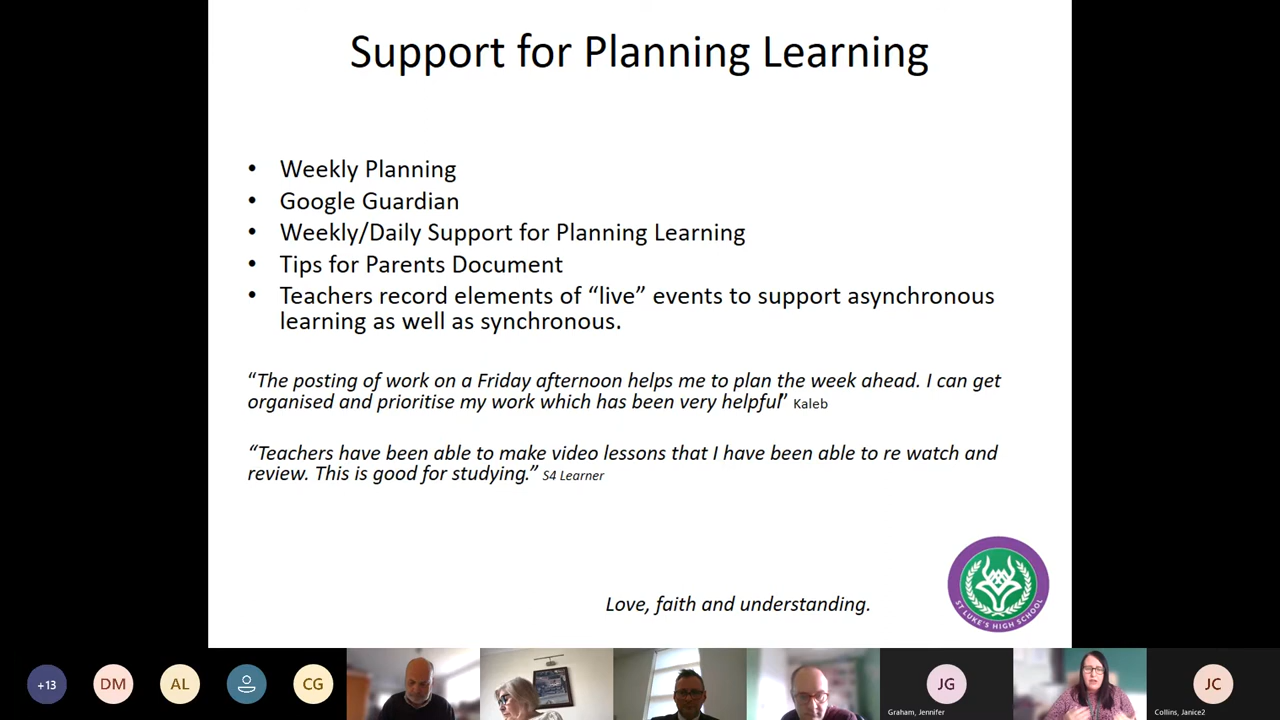 Support for Planning Learning
• Weekly Planning
• Google Guardian
• Weekly/Daily Support for Planning Learning
• Tips for Parents Document
• Teachers record elements of “live” events to support asynchronous
learning as well as synchronous.
“The posting of work on a Friday afternoon helps me to plan the week ahead. I can get
organised and prioritise my work which has been very helpful” Kaleb
“Teachers have been able to make video lessons that I have been able to re watch and
review. This is good for studying.” S4 Learner
Love, faith and understanding.
ST LUKE'S HIGH SCHOOL
+13
DM
AL
CG
JG
Graham, Jennifer
JC
Collins, Janice2